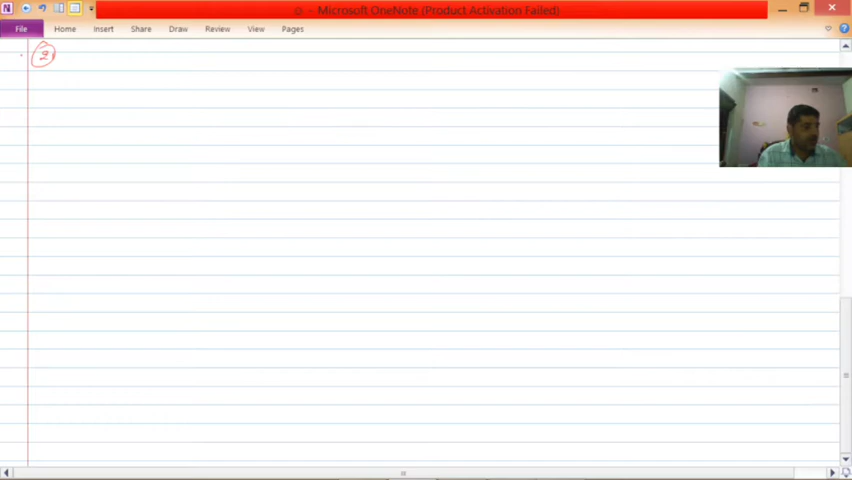 Microsoft OneNote (Product Activation Failed)
File Home Insert Share Draw Review View Pages
2